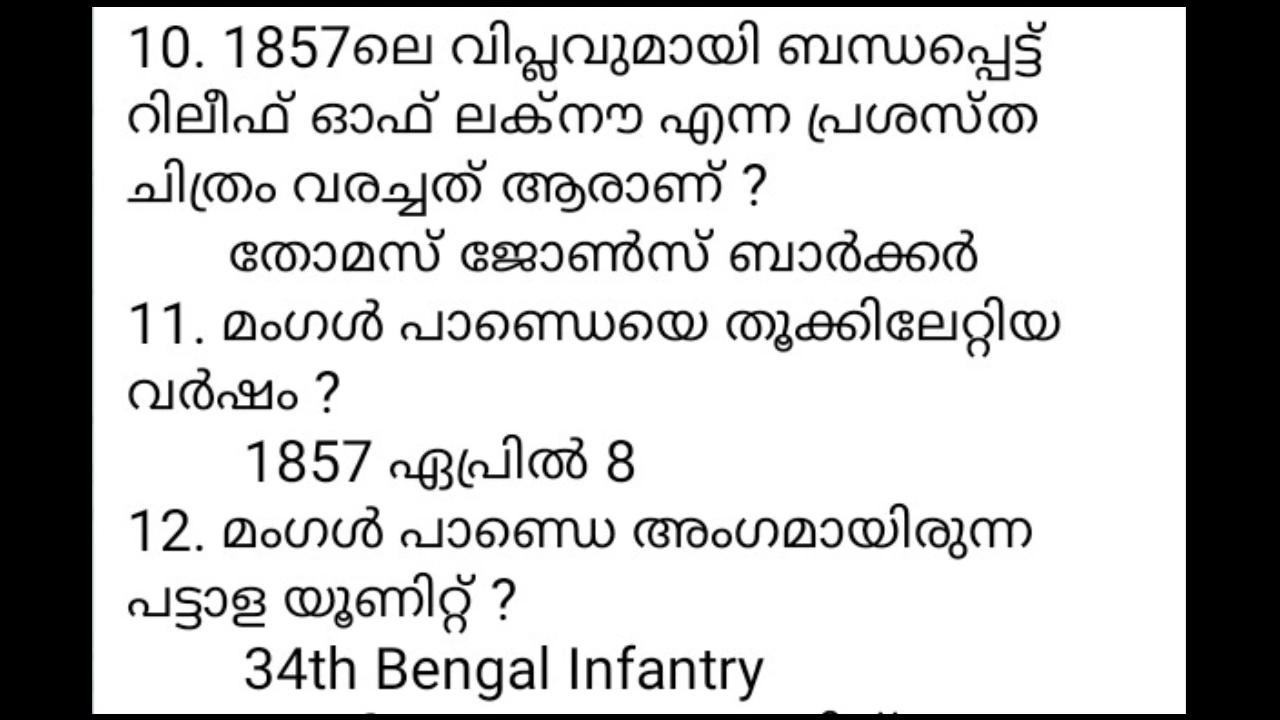 10. 1857ലെ വിപ്ലവുമായി ബന്ധപ്പെട്ട്
റിലീഫ് ഓഫ് ലക്നൗ എന്ന പ്രശസ്ത
ചിത്രം വരച്ചത് ആരാണ് ?
തോമസ് ജോൺസ് ബാർക്കർ
11. മംഗൾ പാണ്ഡെയെ തൂക്കിലേറ്റിയ
വർഷം ?
1857 ഏപ്രിൽ 8
12. മംഗൾ പാണ്ഡെ അംഗമായിരുന്ന
പട്ടാള യൂണിറ്റ് ?
34th Bengal Infantry